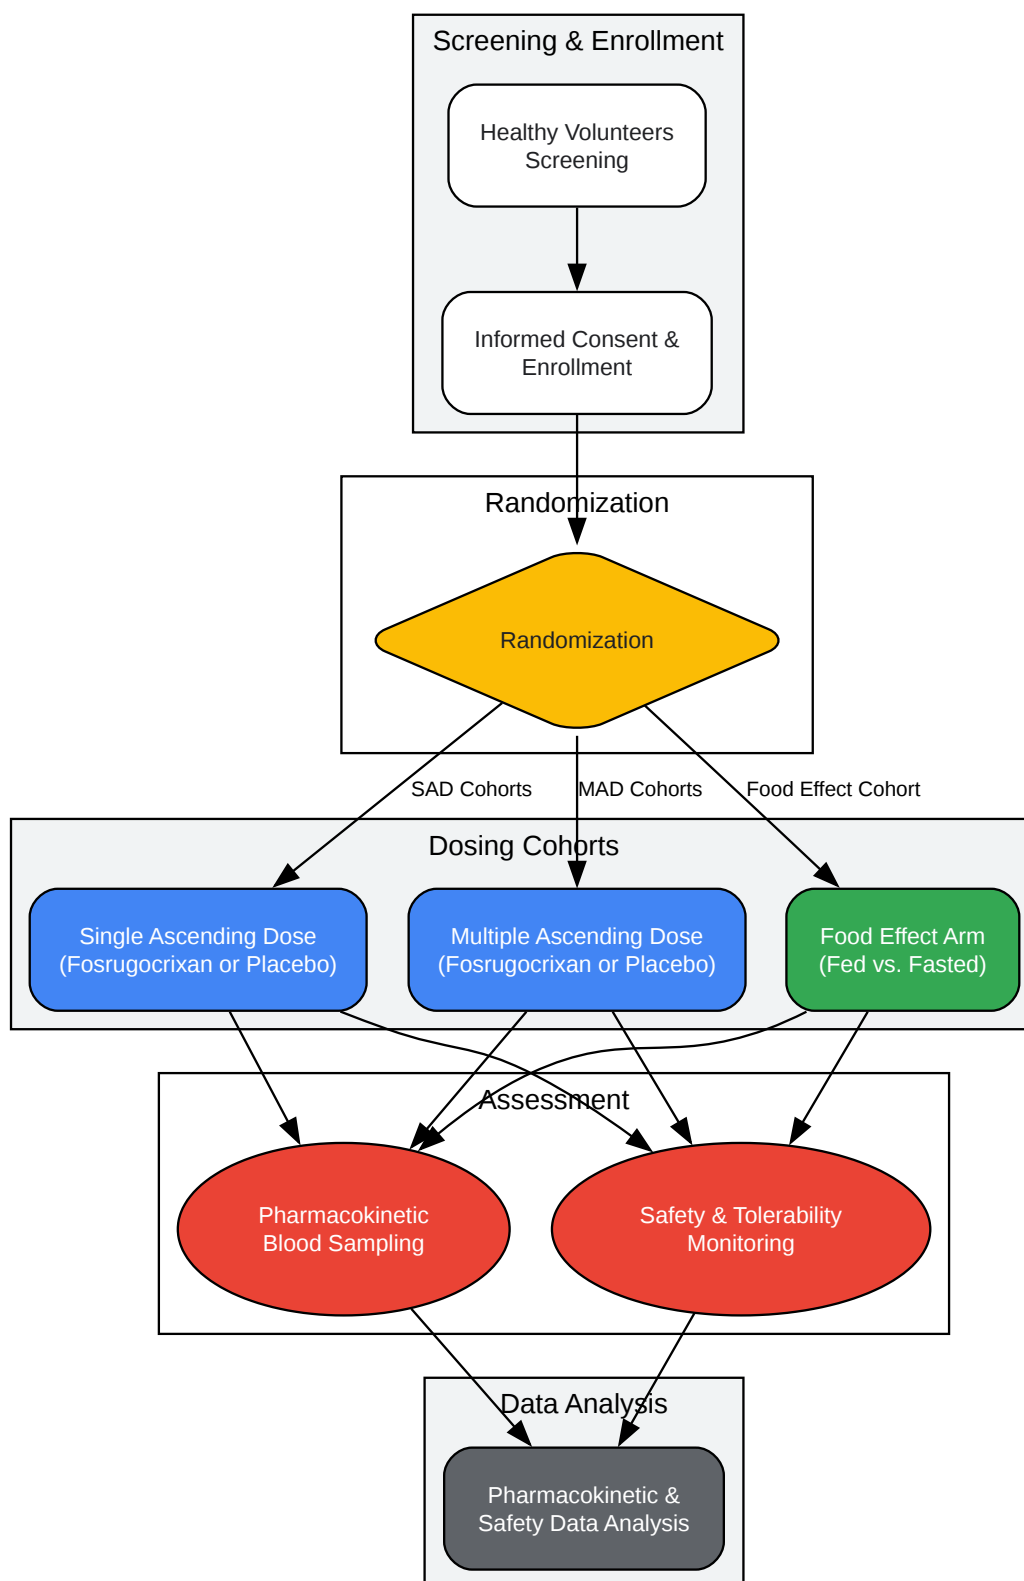 Screening & Enrollment
Healthy Volunteers
Screening
Informed Consent &
Enrollment
Randomization
Randomization
SAD Cohorts
MAD Cohorts
Food Effect Cohort
Dosing Cohorts
Single Ascending Dose
(Fosrugocrixan or Placebo)
Multiple Ascending Dose
(Fosrugocrixan or Placebo)
Food Effect Arm
(Fed vs. Fasted)
Assessment
Pharmacokinetic
Blood Sampling
Safety & Tolerability
Monitoring
Data Analysis
Pharmacokinetic &
Safety Data Analysis